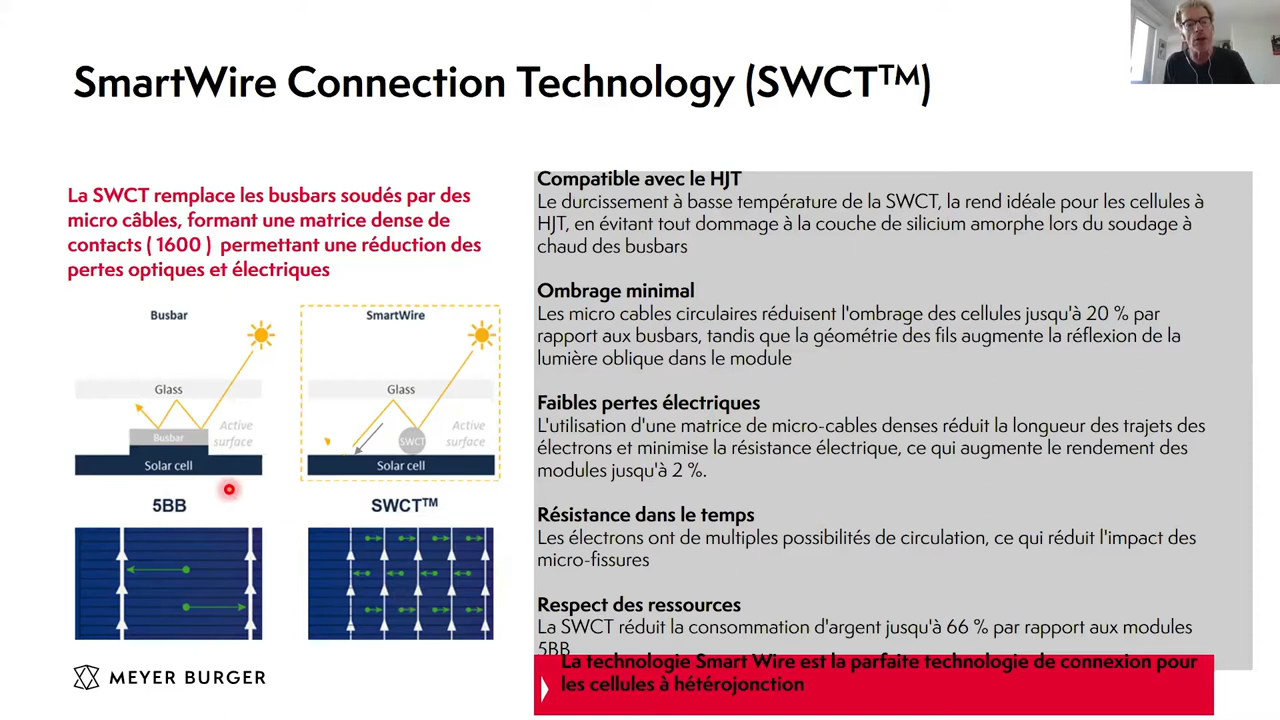 SmartWire Connection Technology (SWCT™)
La SWCT remplace les busbars soudés par des
micro câbles, formant une matrice dense de
contacts ( 1600 ) permettant une réduction des
pertes optiques et électriques
Busbar
Glass
Active
surface
Busbar
Solar cell
SmartWire
Glass
Active
surface
SWCT
Solar cell
5BB
SWCT™
MEYER BURGER
Compatible avec le HJT
Le durcissement à basse température de la SWCT, la rend idéale pour les cellules à
HJT, en évitant tout dommage à la couche de silicium amorphe lors du soudage à
chaud des busbars
Ombrage minimal
Les micro cables circulaires réduisent l'ombrage des cellules jusqu'à 20 % par
rapport aux busbars, tandis que la géométrie des fils augmente la réflexion de la
lumière oblique dans le module
Faibles pertes électriques
L'utilisation d'une matrice de micro-cables denses réduit la longueur des trajets des
électrons et minimise la résistance électrique, ce qui augmente le rendement des
modules jusqu'à 2 %.
Résistance dans le temps
Les électrons ont de multiples possibilités de circulation, ce qui réduit l'impact des
micro-fissures
Respect des ressources
La SWCT réduit la consommation d'argent jusqu'à 66 % par rapport aux modules
5BB
La technologie Smart Wire est la parfaite technologie de connexion pour
les cellules à hétérojonction